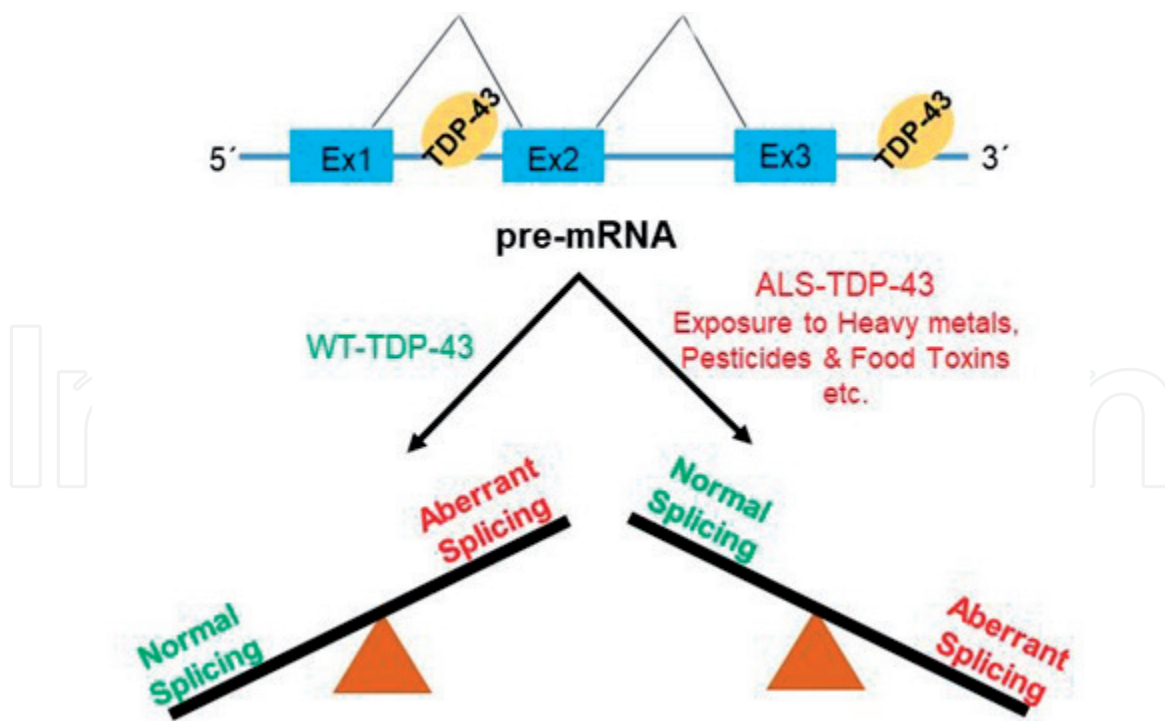 TDP-43
TDP-43
5´
Ex1
Ex2
Ex3
3´
pre-mRNA
WT-TDP-43
ALS-TDP-43
Exposure to Heavy metals,
Pesticides & Food Toxins
etc.
Normal
Splicing
Aberrant
Splicing
Normal
Splicing
Aberrant
Splicing